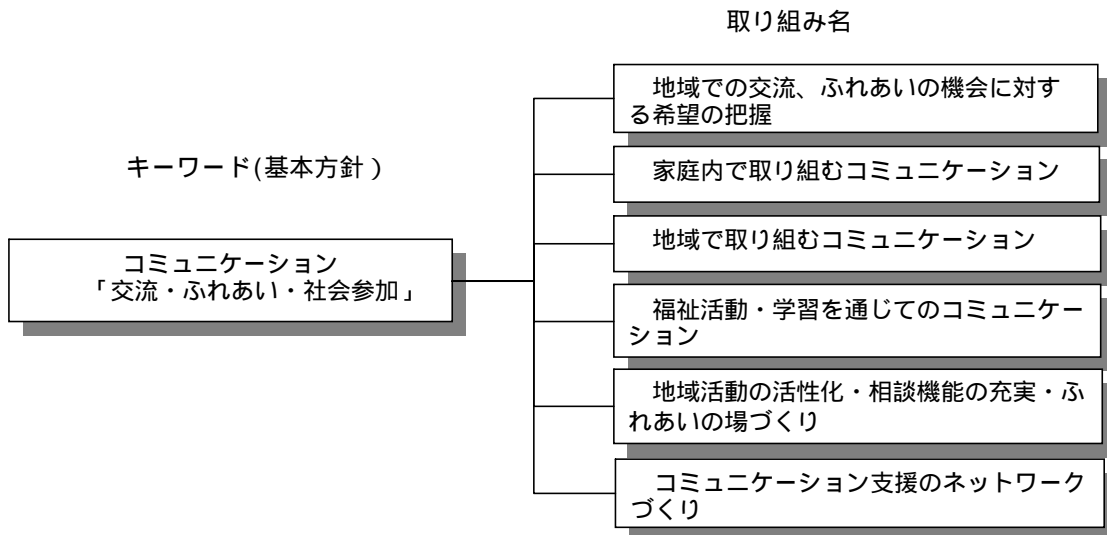 取り組み名
キーワード(基本方針）
コミュニケーション
「交流・ふれあい・社会参加」
地域での交流、ふれあいの機会に対す
る希望の把握
家庭内で取り組むコミュニケーション
地域で取り組むコミュニケーション
福祉活動・学習を通じてのコミュニケー
ション
地域活動の活性化・相談機能の充実・ふ
れあいの場づくり
コミュニケーション支援のネットワーク
づくり